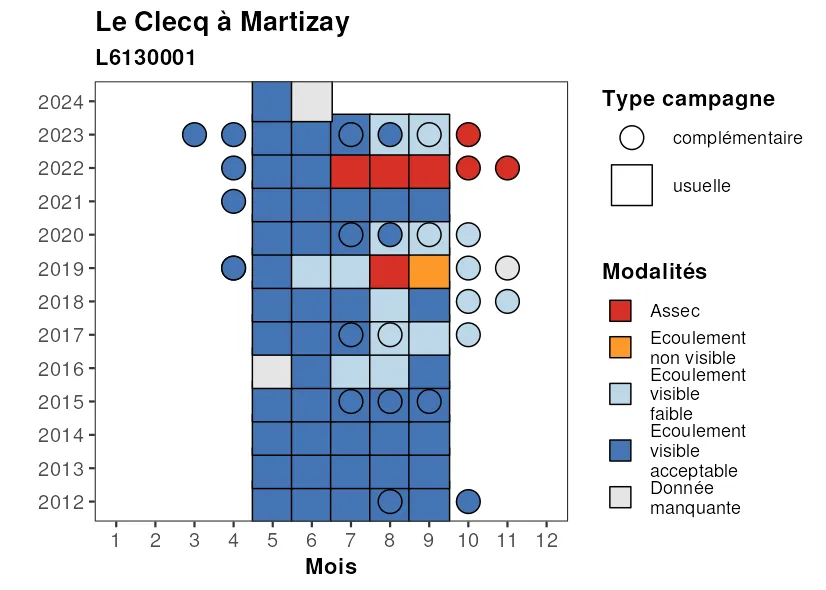 Le Clecq à Martizay
L6130001
2024
2023
2022
2021
2020
2019
2018
2017
2016
2015
2014
2013
2012
1 2 3 4 5 6 7 8 9 10 11 12
Mois
Type campagne
complémentaire
usuelle
Modalités
Assec
Ecoulement
non visible
Ecoulement
visible
faible
Ecoulement
visible
acceptable
Donnée
manquante